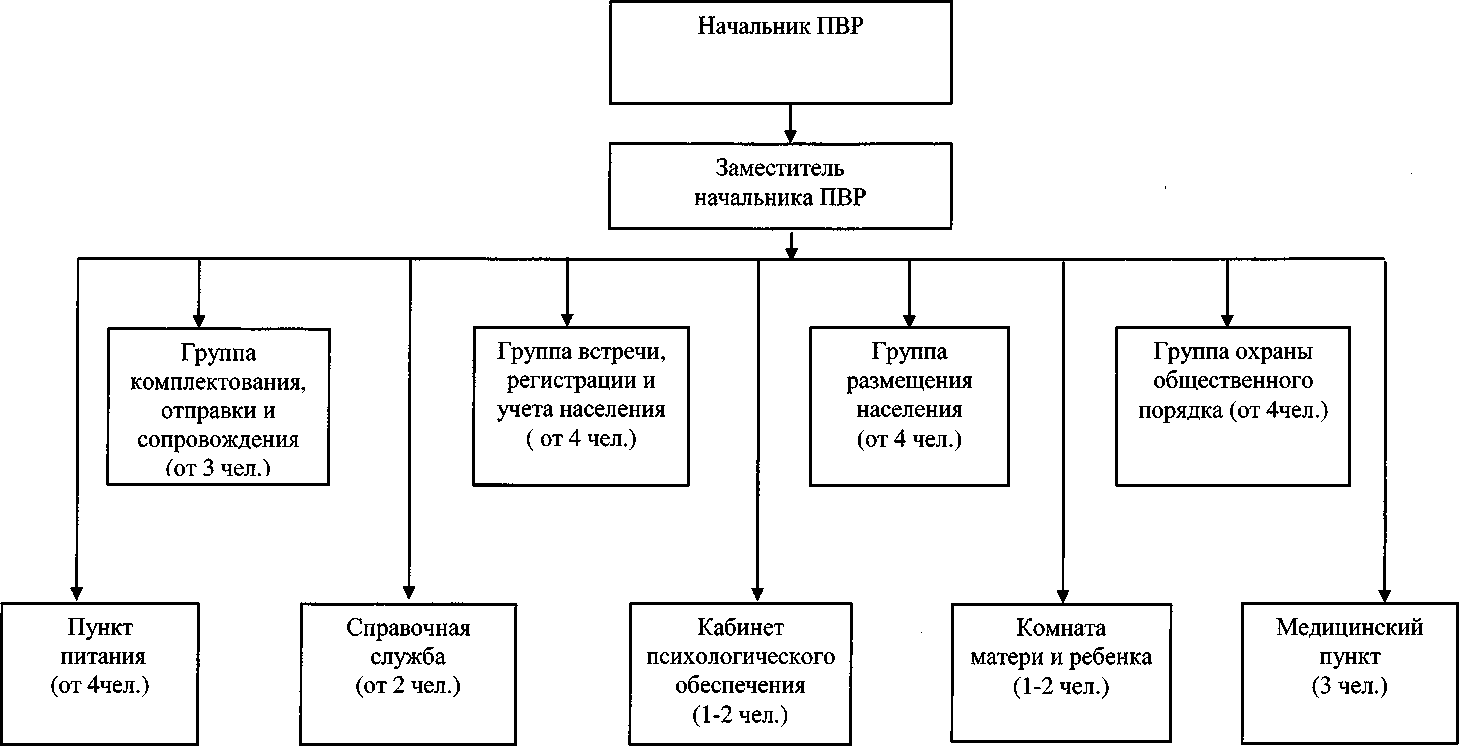 Начальник ПВР
Заместитель
начальника ПВР
Группа
комплектования,
отправки и
сопровождения
(от 3 чел.)
Группа встречи,
регистрации и
учета населения
( от 4 чел.)
Группа
размещения
населения
(от 4 чел.)
Группа охраны
общественного
порядка (от 4чел.)
Пункт
питания
(от 4чел.)
Справочная
служба
(от 2 чел.)
Кабинет
психологического
обеспечения
(1-2 чел.)
Комната
матери и ребенка
(1-2 чел.)
Медицинский
пункт
(3 чел.)